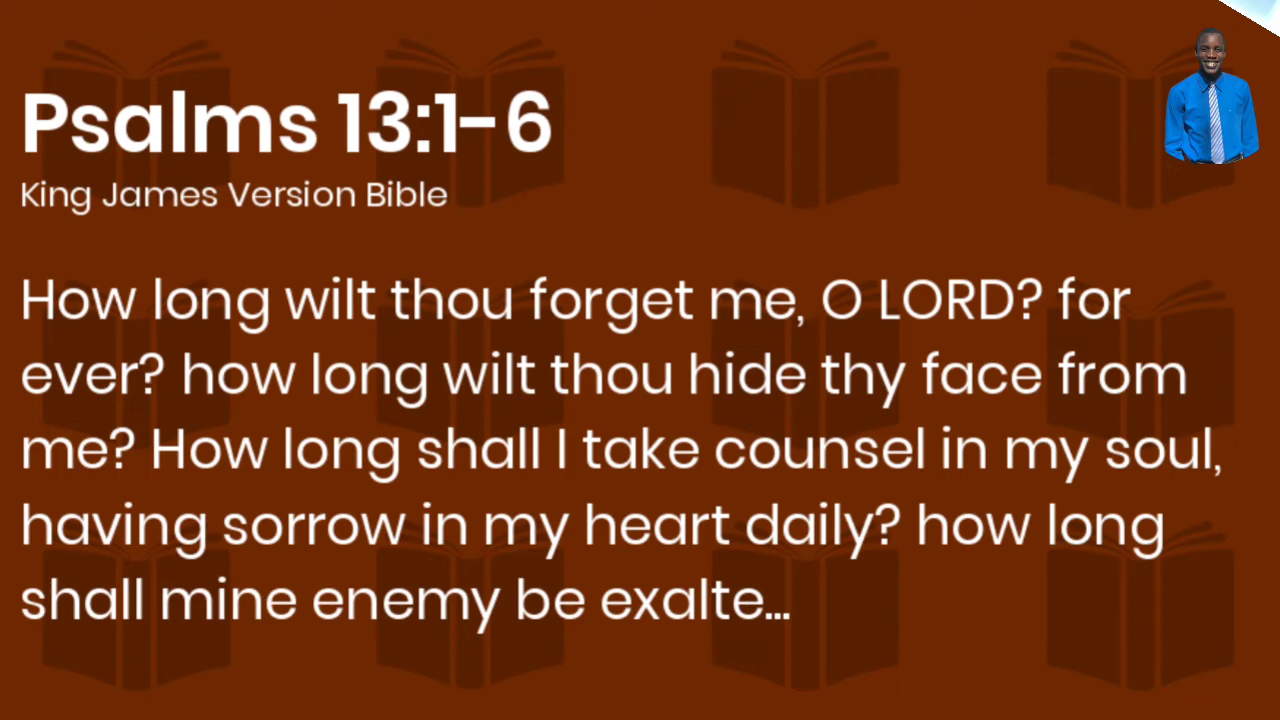 Psalms 13:1-6
King James Version Bible
How long wilt thou forget me, O LORD? for
ever? how long wilt thou hide thy face from
me? How long shall I take counsel in my soul,
having sorrow in my heart daily? how long
shall mine enemy be exalte...